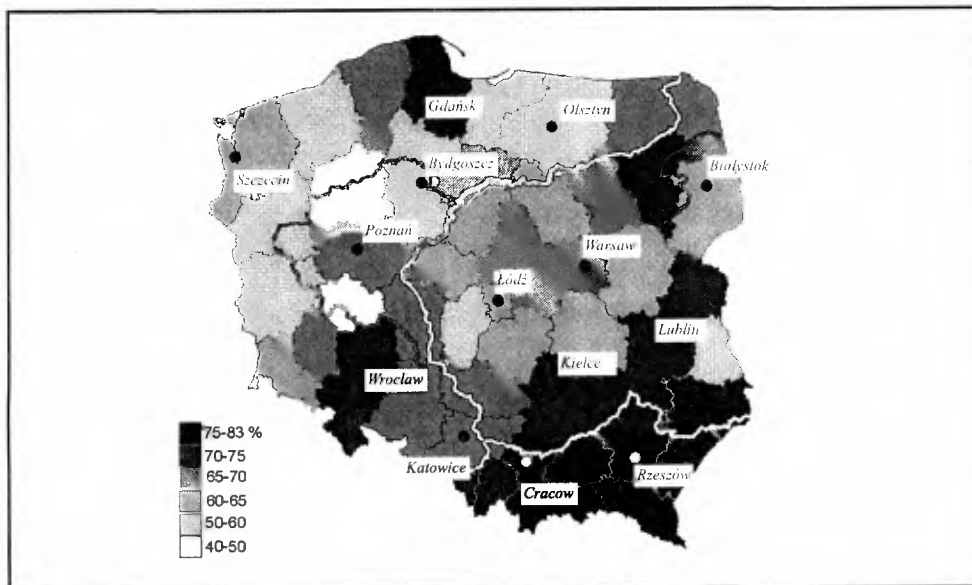 Gdańsk
Olsztyn
Szczecin
Bydgoszcz
Białystok
Poznań
Warsaw
Łódź
Lublin
Kielce
Wrocław
Katowice
Cracow
Rzeszów
75-83 %
70-75
65-70
60-65
50-60
40-50